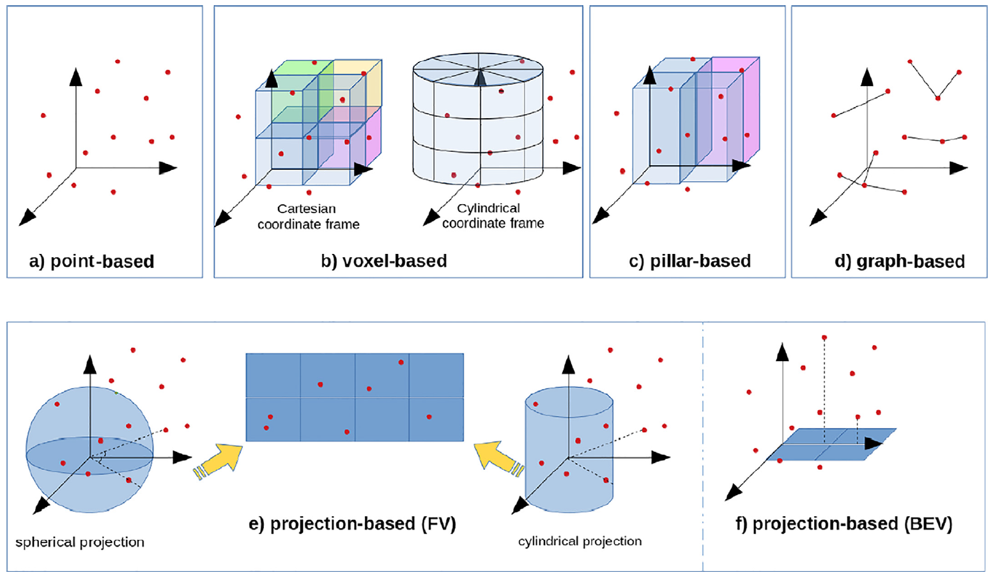 Cartesian
coordinate frame
Cylindrical
coordinate frame
a) point-based
b) voxel-based
c) pillar-based
d) graph-based
e) projection-based (FV)
f) projection-based (BEV)
spherical projection
cylindrical projection